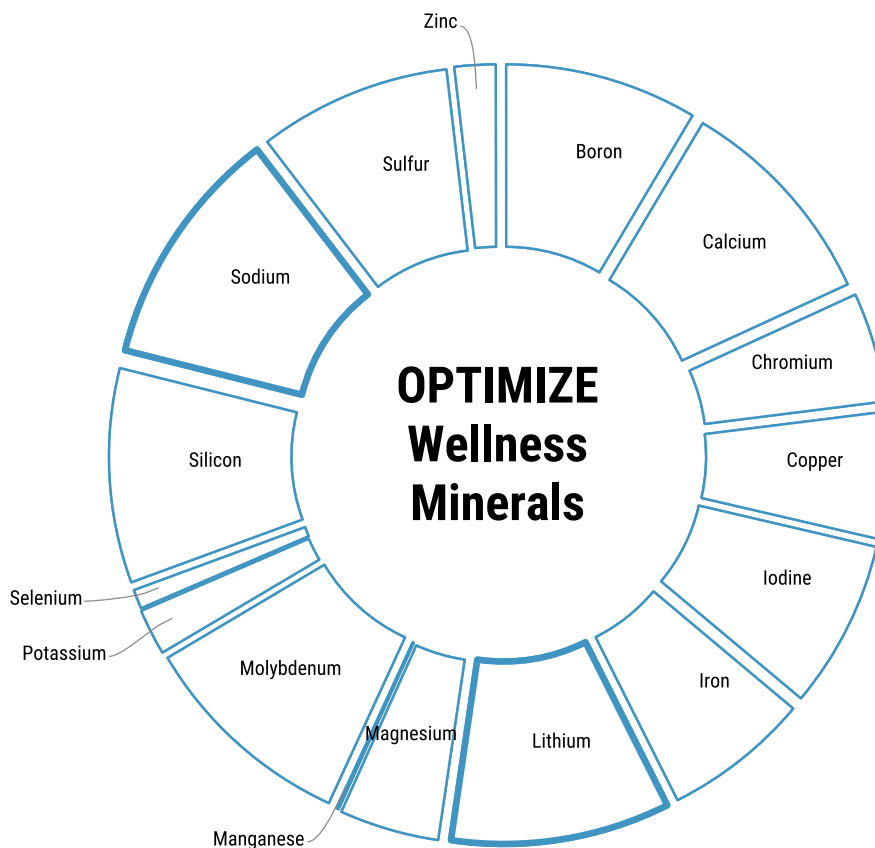 Zinc
Boron
Sulfur
Calcium
Sodium
Chromium
OPTIMIZE
Wellness
Minerals
Silicon
Copper
Iodine
Selenium
Potassium
Molybdenum
Iron
Magnesium
Lithium
Manganese